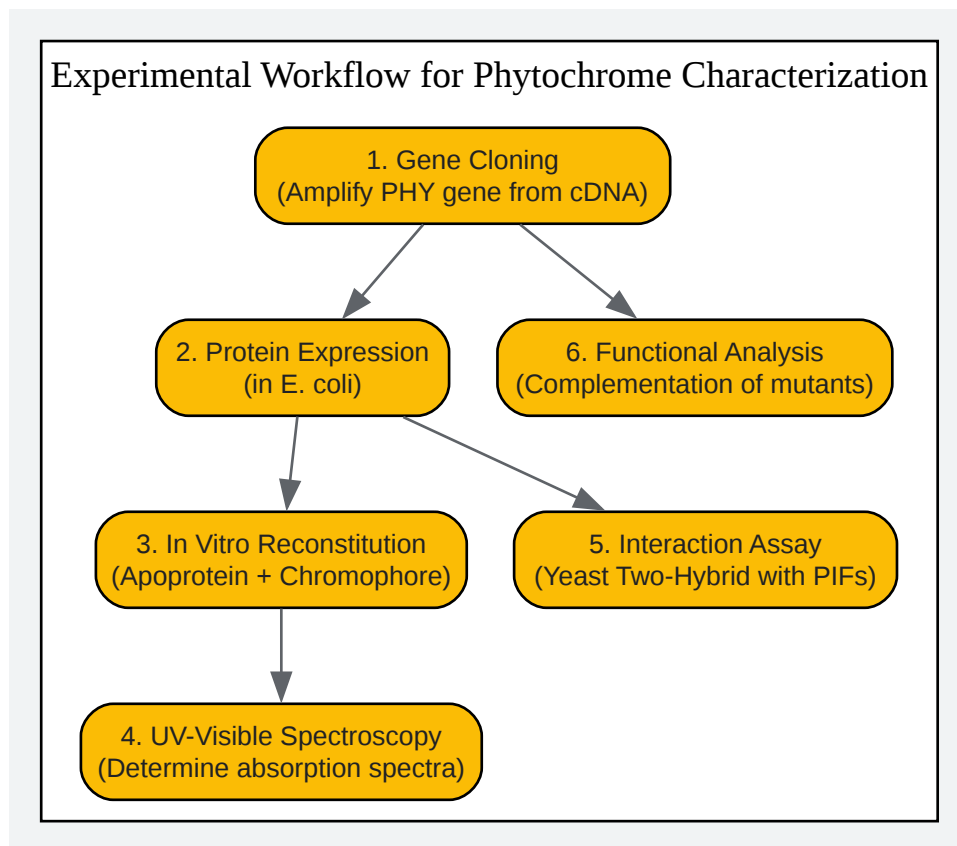 Experimental Workflow for Phytochrome Characterization
1. Gene Cloning
(Amplify PHY gene from cDNA)
2. Protein Expression
(in E. coli)
6. Functional Analysis
(Complementation of mutants)
3. In Vitro Reconstitution
(Apoprotein + Chromophore)
5. Interaction Assay
(Yeast Two-Hybrid with PIFs)
4. UV-Visible Spectroscopy
(Determine absorption spectra)